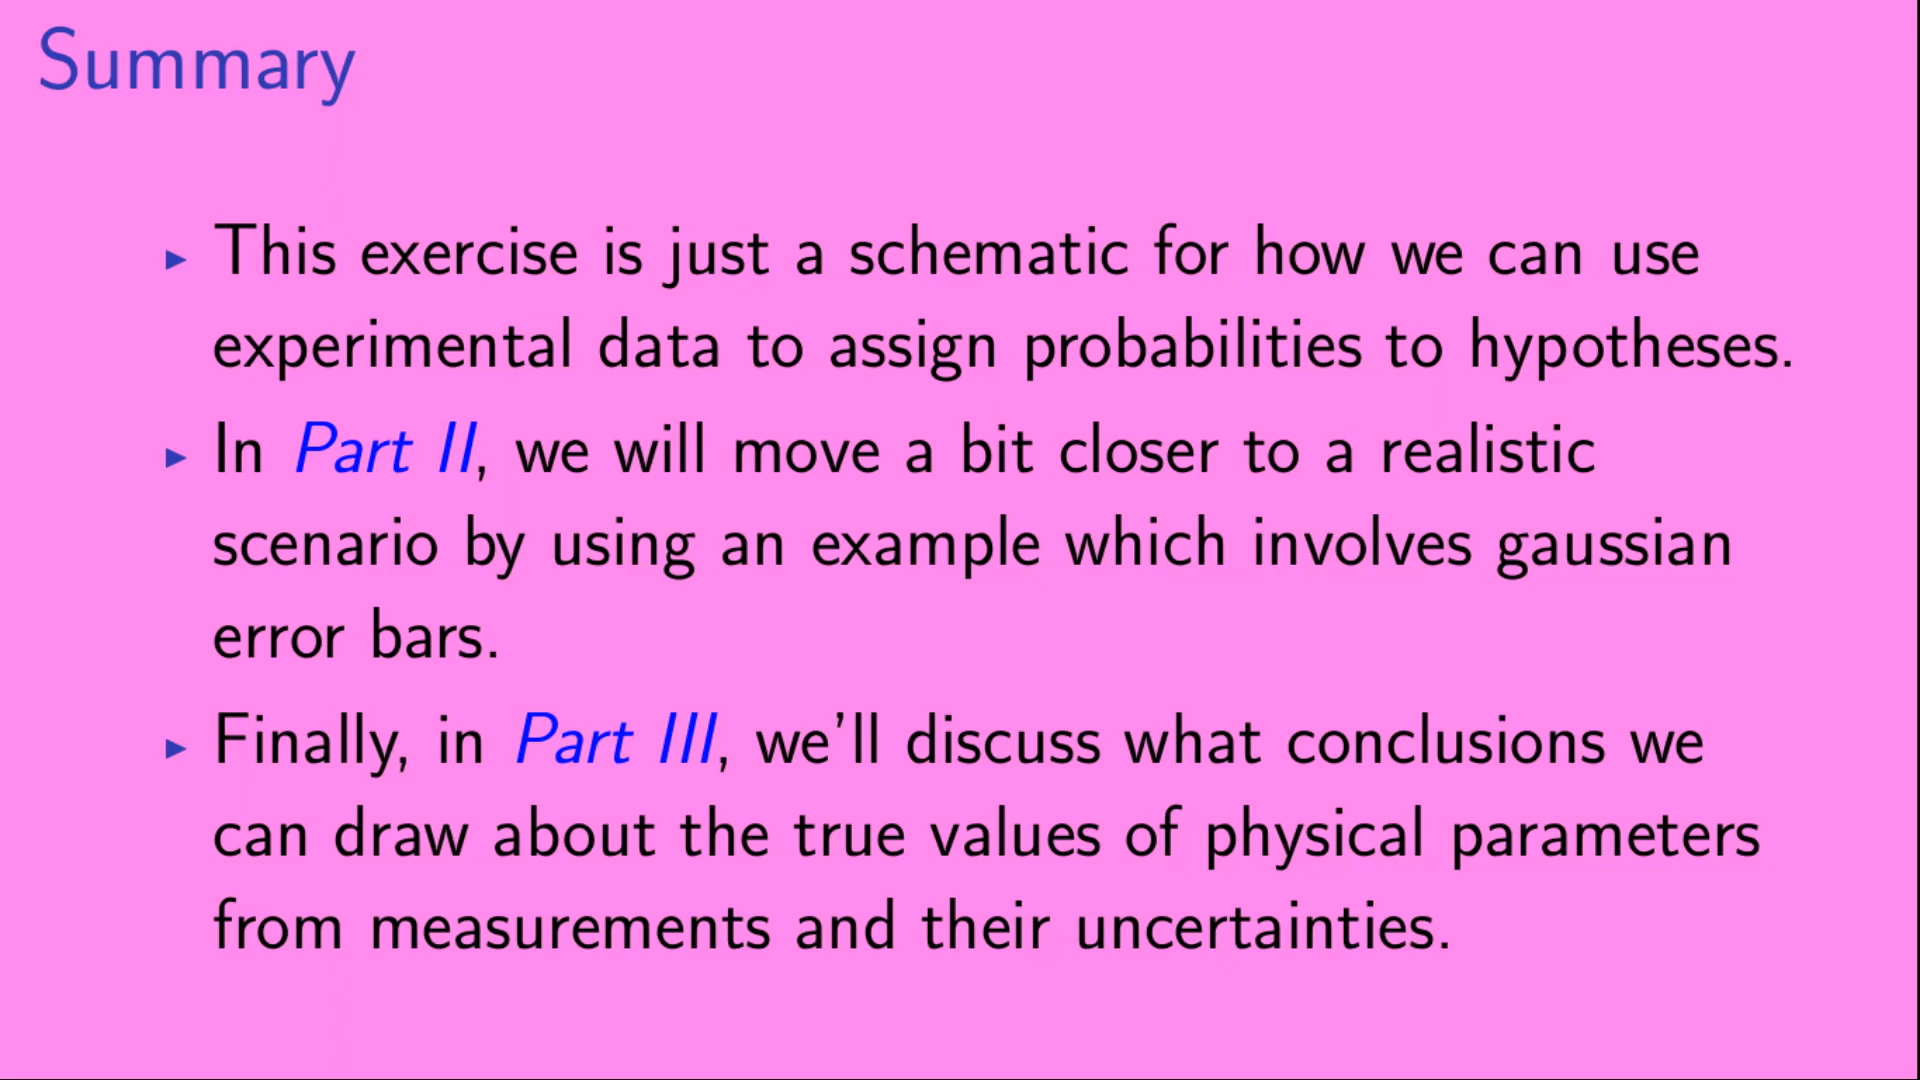 Summary
▸ This exercise is just a schematic for how we can use
experimental data to assign probabilities to hypotheses.
▸ In Part II, we will move a bit closer to a realistic
scenario by using an example which involves gaussian
error bars.
▸ Finally, in Part III, we'll discuss what conclusions we
can draw about the true values of physical parameters
from measurements and their uncertainties.